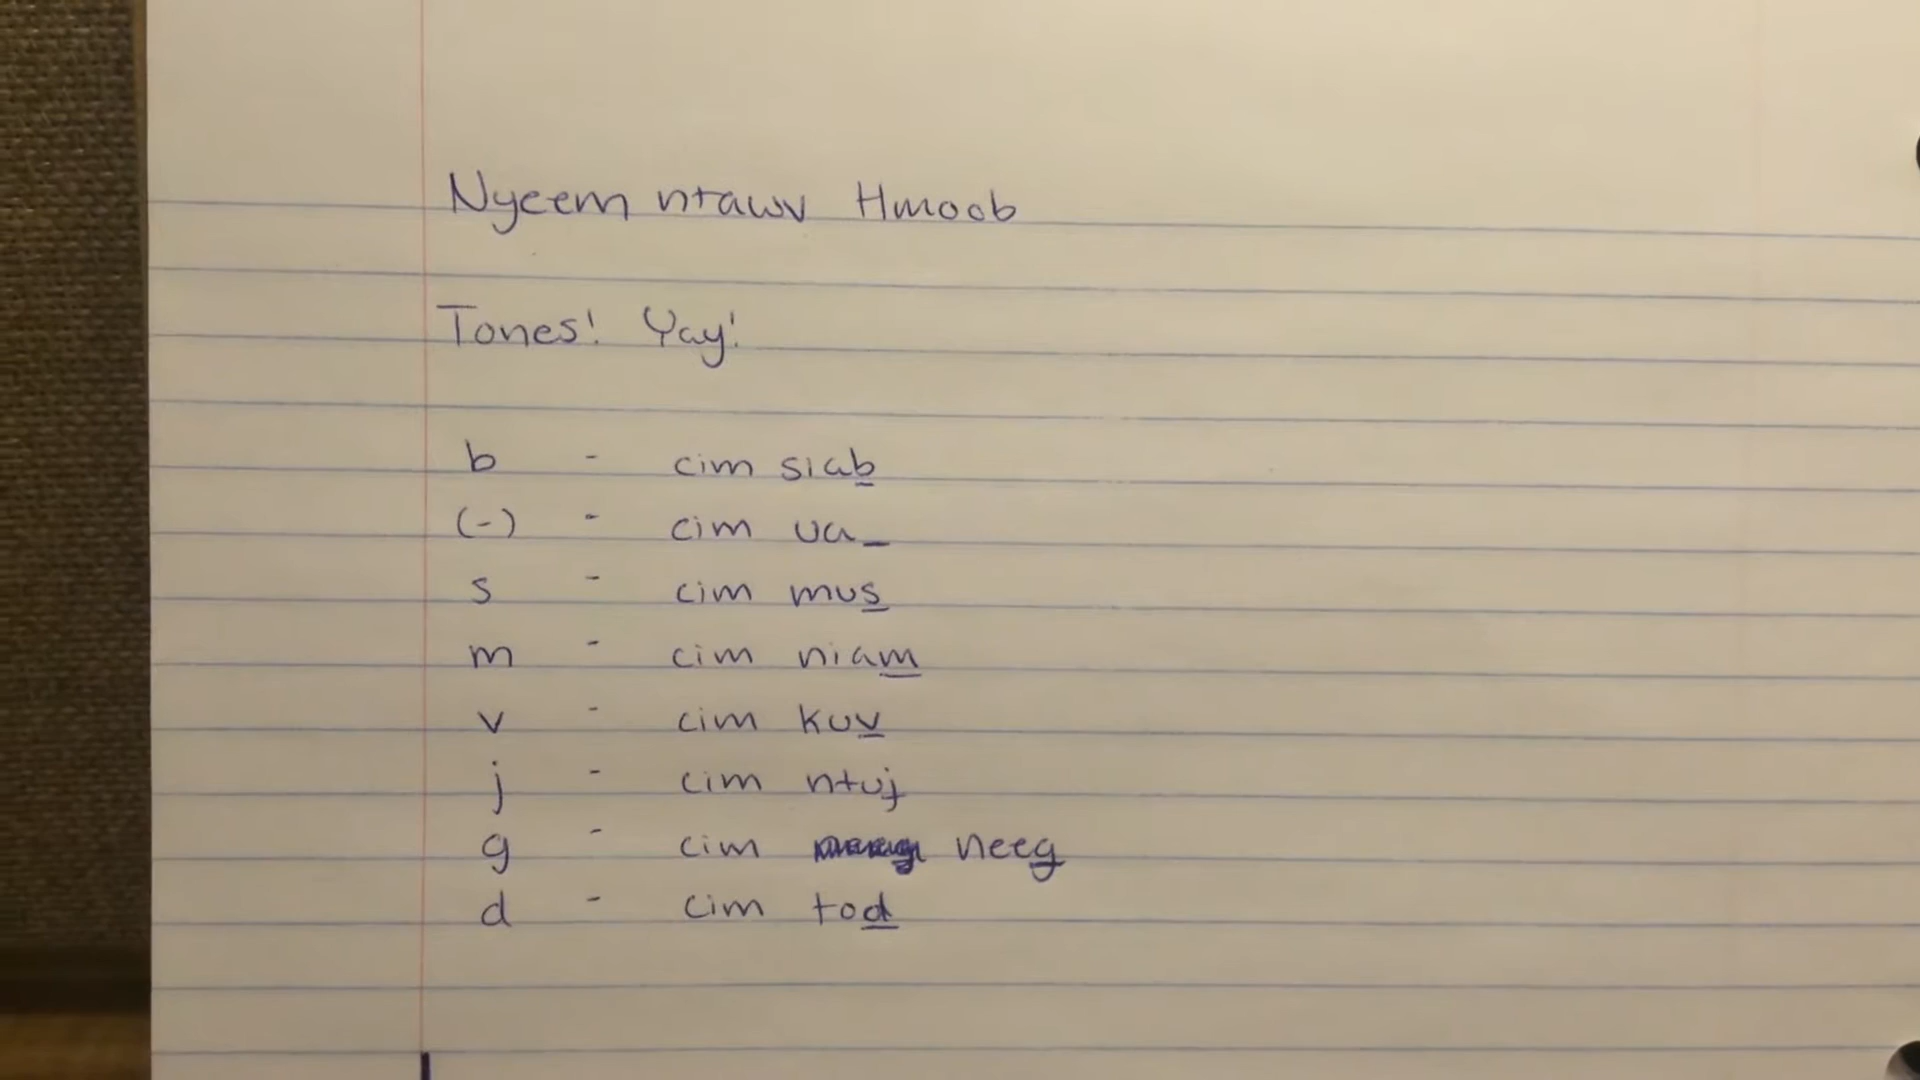 Nyeem ntawv Hmoob
Tones! Yay!
b - cim siab
(-) - cim ua_
s - cim mus
m - cim niam
v - cim kuv
j - cim ntuj
g - cim neeg
d - cim tod